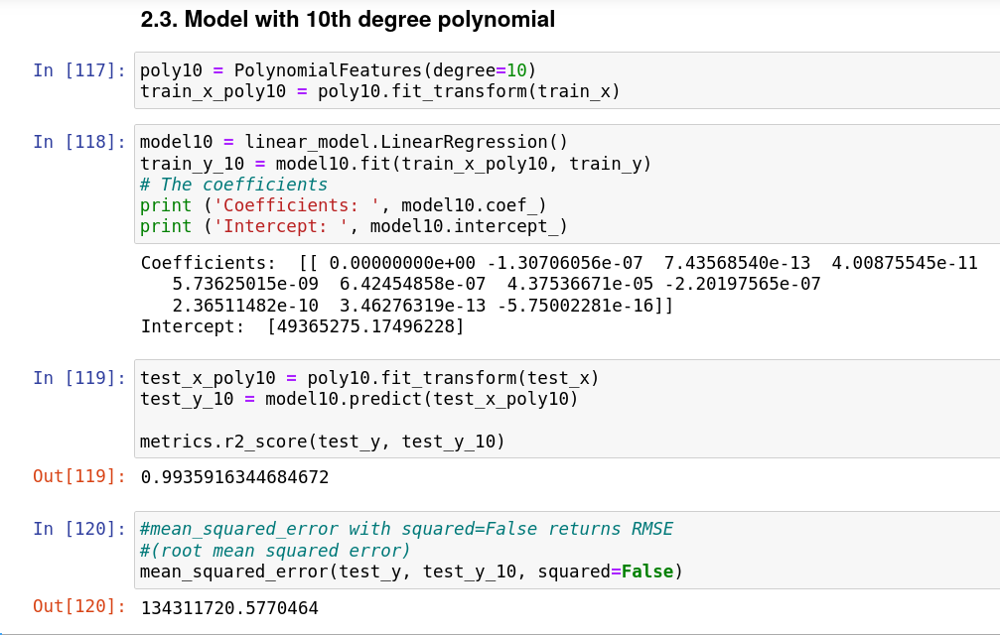 2.3. Model with 10th degree polynomial
In [117]: poly10 = PolynomialFeatures(degree=10)
train_x_poly10 = poly10.fit_transform(train_x)
In [118]: model10 = linear_model.LinearRegression()
train_y_10 = model10.fit(train_x_poly10, train_y)
# The coefficients
print ('Coefficients: ', model10.coef_)
print ('Intercept: ', model10.intercept_)
Coefficients:  [[ 0.00000000e+00 -1.30706056e-07  7.43568540e-13  4.00875545e-11
5.73625015e-09  6.42454858e-07  4.37536671e-05 -2.20197565e-07
2.36511482e-10  3.46276319e-13 -5.75002281e-16]]
Intercept:  [49365275.17496228]
In [119]: test_x_poly10 = poly10.fit_transform(test_x)
test_y_10 = model10.predict(test_x_poly10)
metrics.r2_score(test_y, test_y_10)
Out[119]: 0.9935916344684672
In [120]: #mean_squared_error with squared=False returns RMSE
#(root mean squared error)
mean_squared_error(test_y, test_y_10, squared=False)
Out[120]: 134311720.5770464